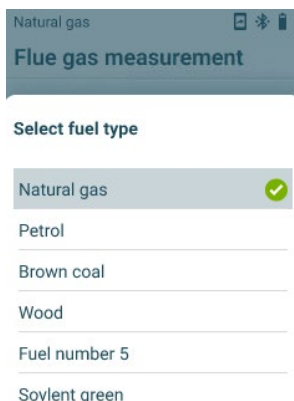 Natural gas
Flue gas measurement
Select fuel type
Natural gas
Petrol
Brown coal
Wood
Fuel number 5
Soylent green